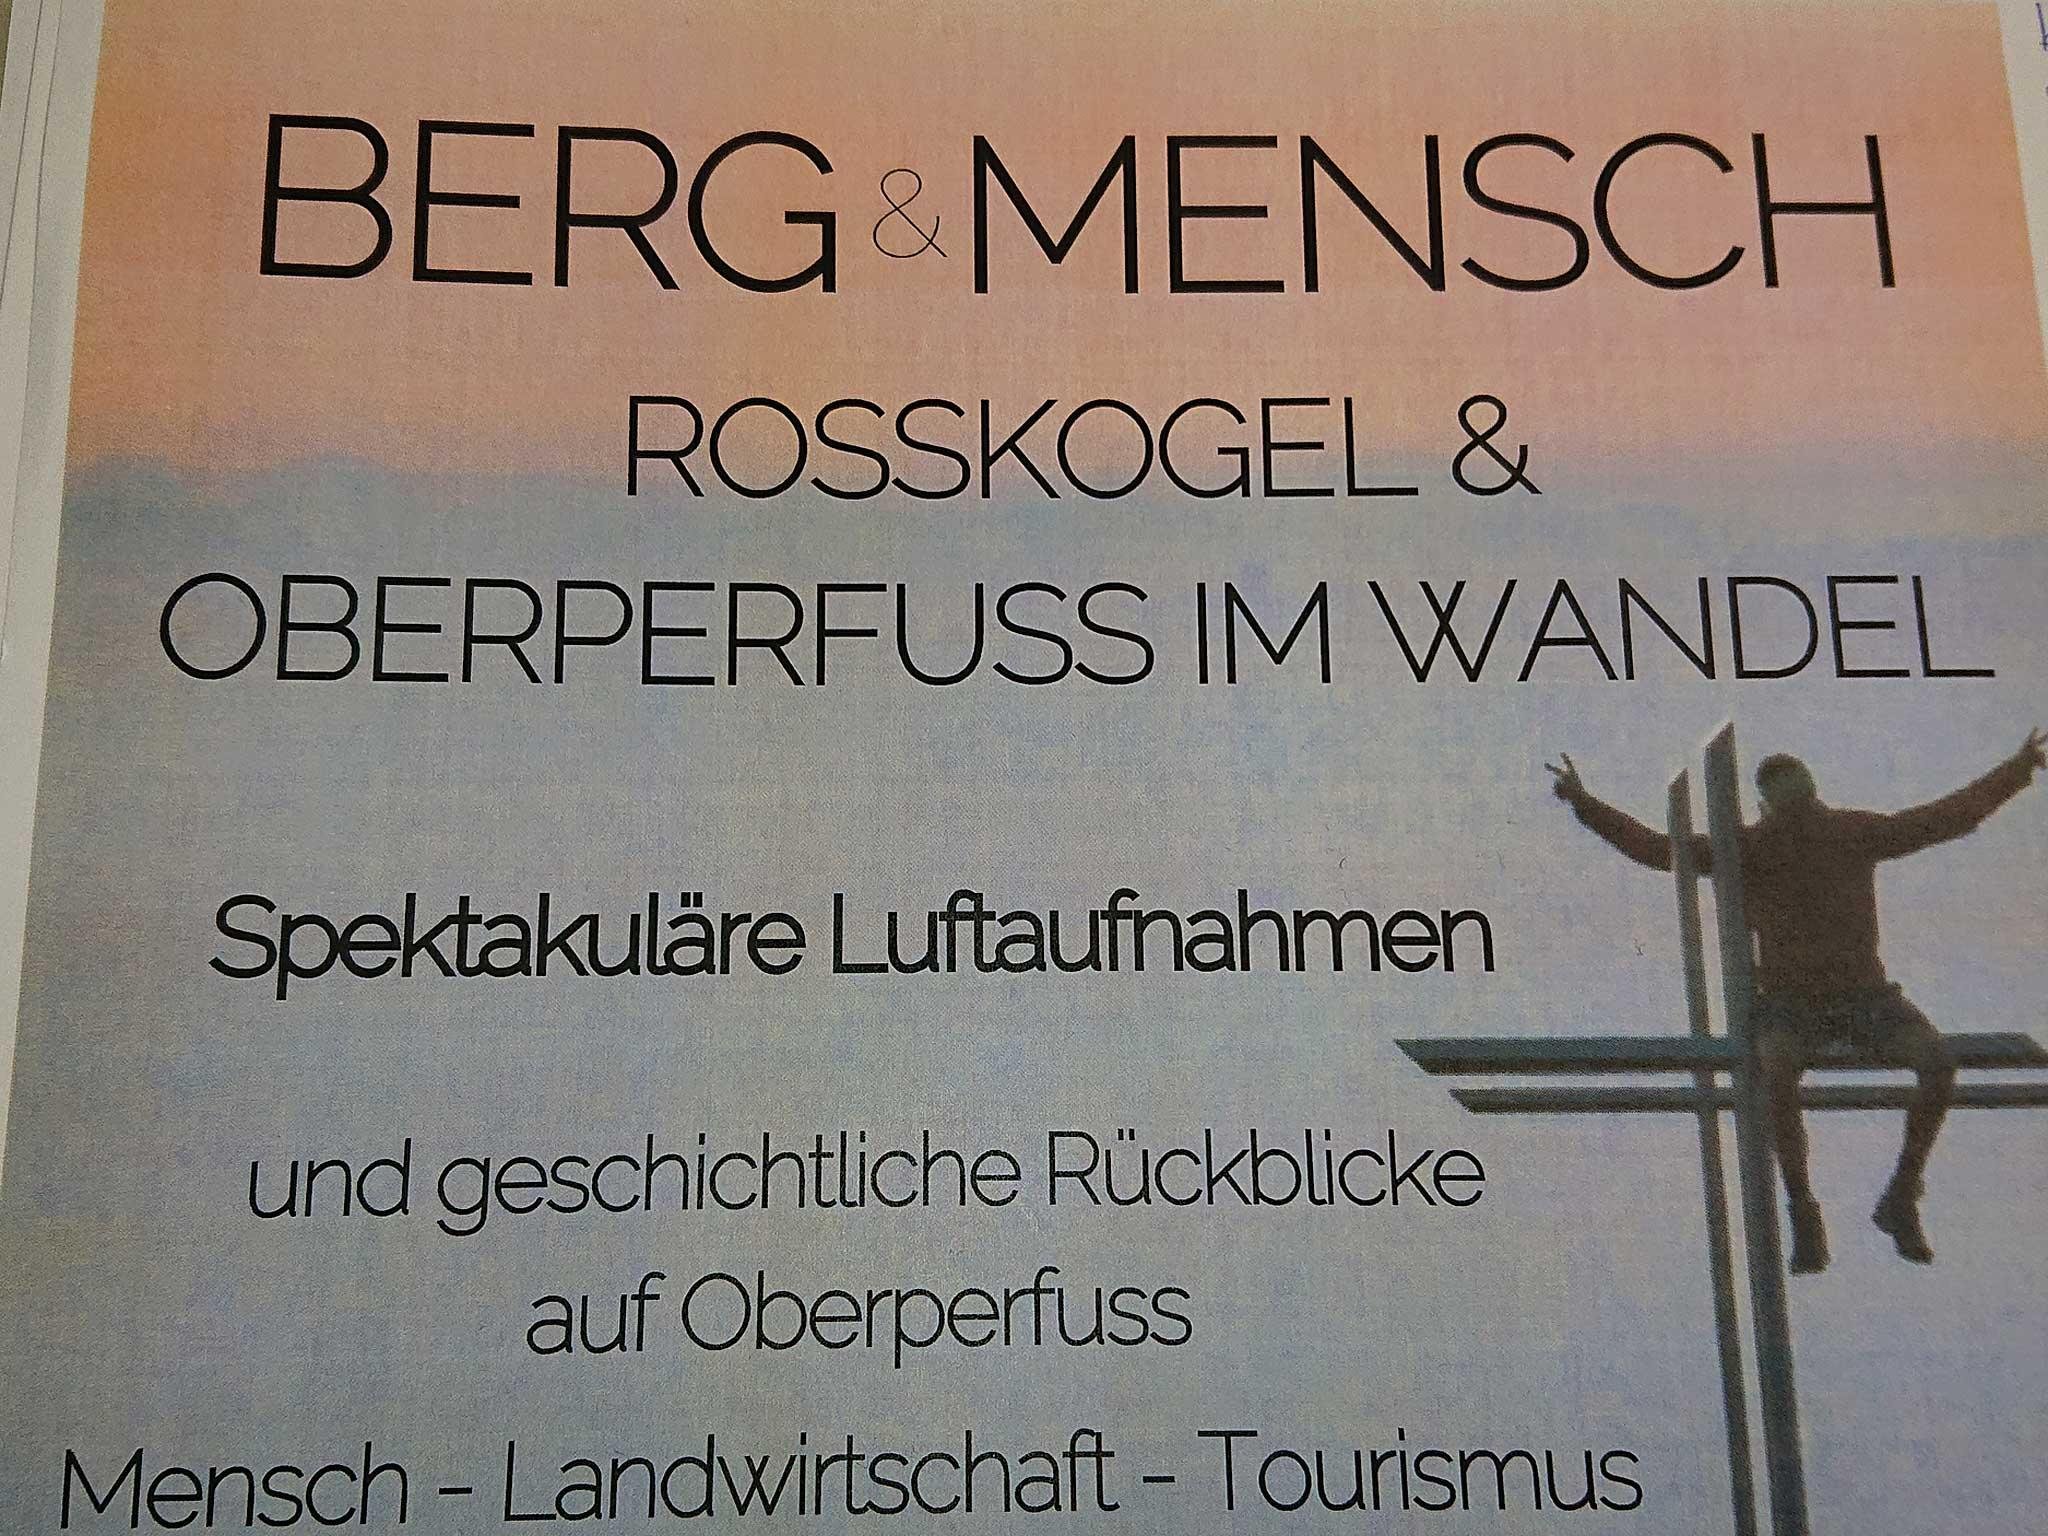 BERG & MENSCH
ROSSKOGEL &
OBERPERFUSS IM WANDEL
Spektakuläre Luftaufnahmen
und geschichtliche Rückblicke
auf Oberperfuss
Mensch - Landwirtschaft - Tourismus